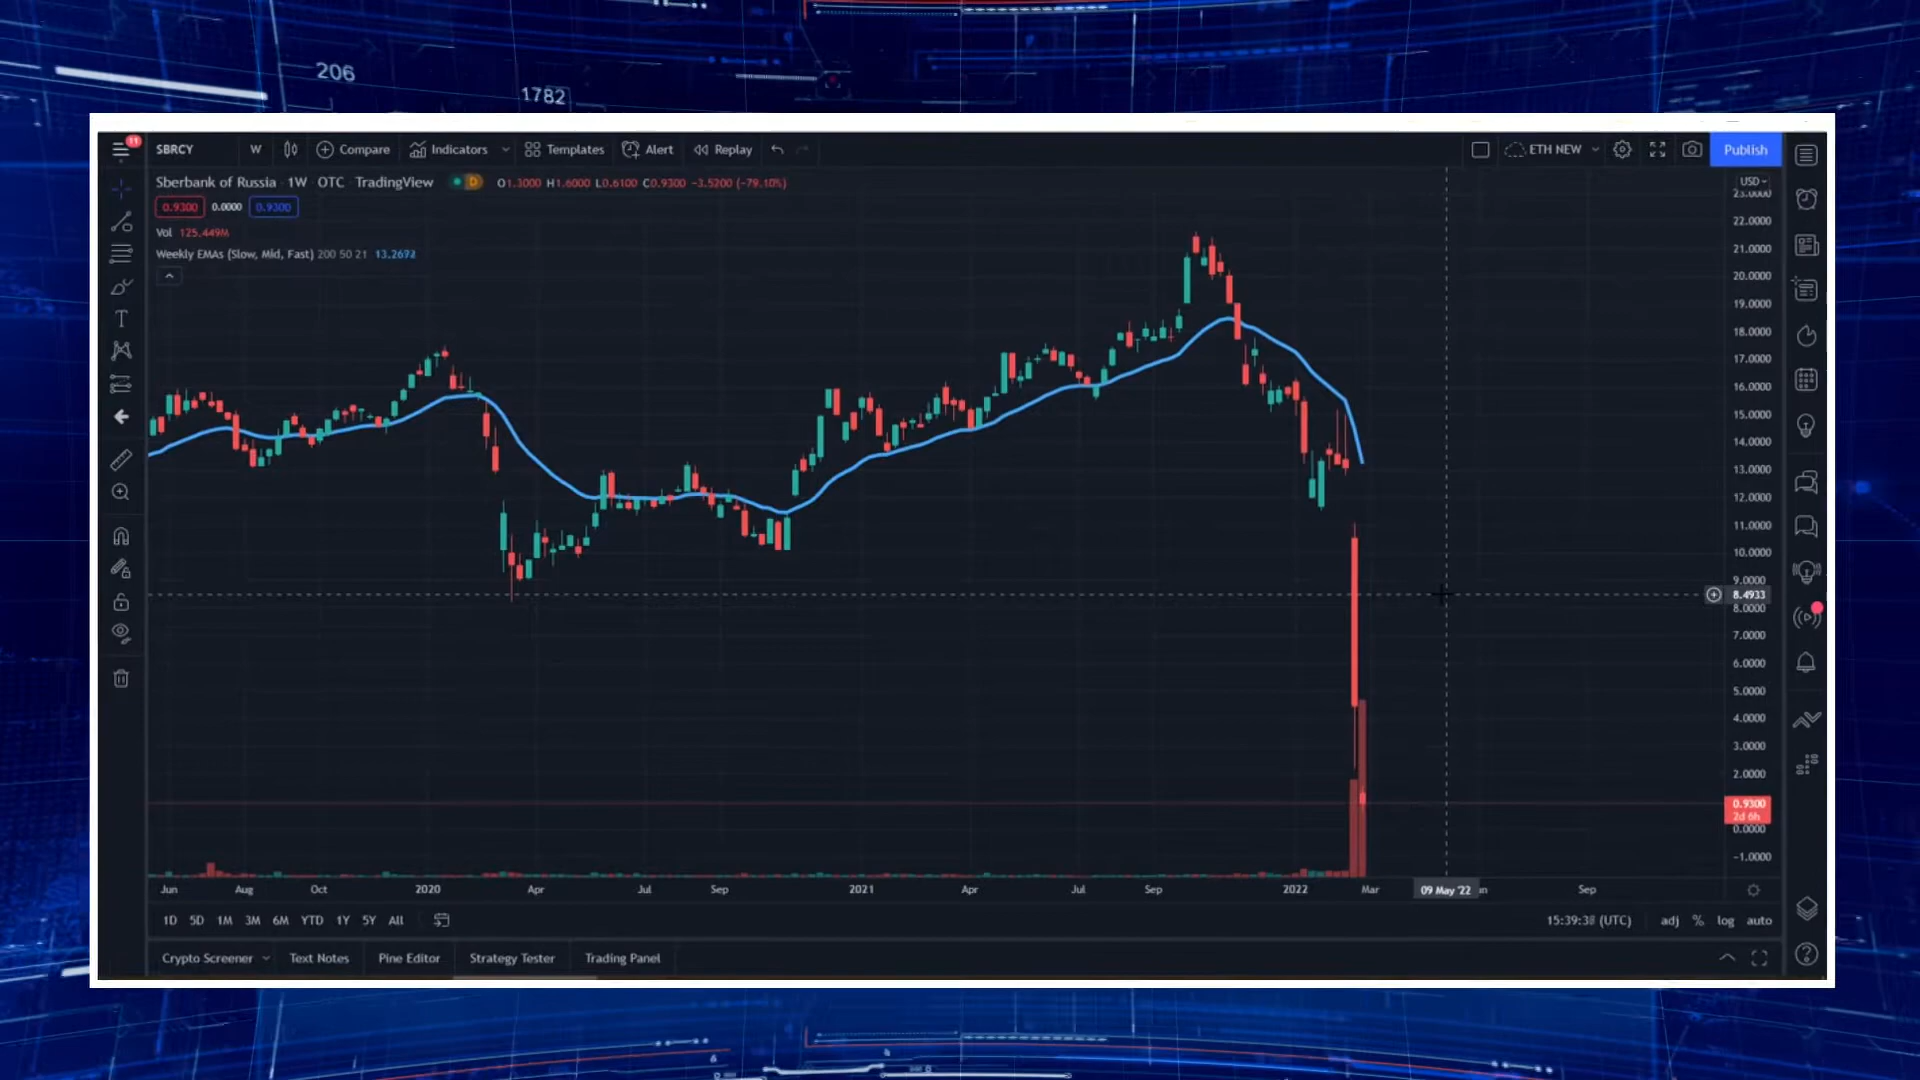 206
1782
11
SBRCY W Compare Indicators Templates Alert Replay ETH NEW Publish
Sberbank of Russia 1W OTC TradingView D O1.3000 H1.6000 L0.6100 C0.9300 −3.5200 (−79.10%)
0.9300 0.0000 0.9300
Vol 125.449M
Weekly EMAs (Slow, Mid, Fast) 200 50 21 13.2692
USD
23.0000
22.0000
21.0000
20.0000
19.0000
18.0000
17.0000
16.0000
15.0000
14.0000
13.0000
12.0000
11.0000
10.0000
9.0000
8.4933
8.0000
7.0000
6.0000
5.0000
4.0000
3.0000
2.0000
0.9300
2d 6h
0.0000
−1.0000
Jun Aug Oct 2020 Apr Jul Sep 2021 Apr Jul Sep 2022 Mar 09 May '22 Sep
1D 5D 1M 3M 6M YTD 1Y 5Y All 15:39:38 (UTC) adj % log auto
Crypto Screener Text Notes Pine Editor Strategy Tester Trading Panel